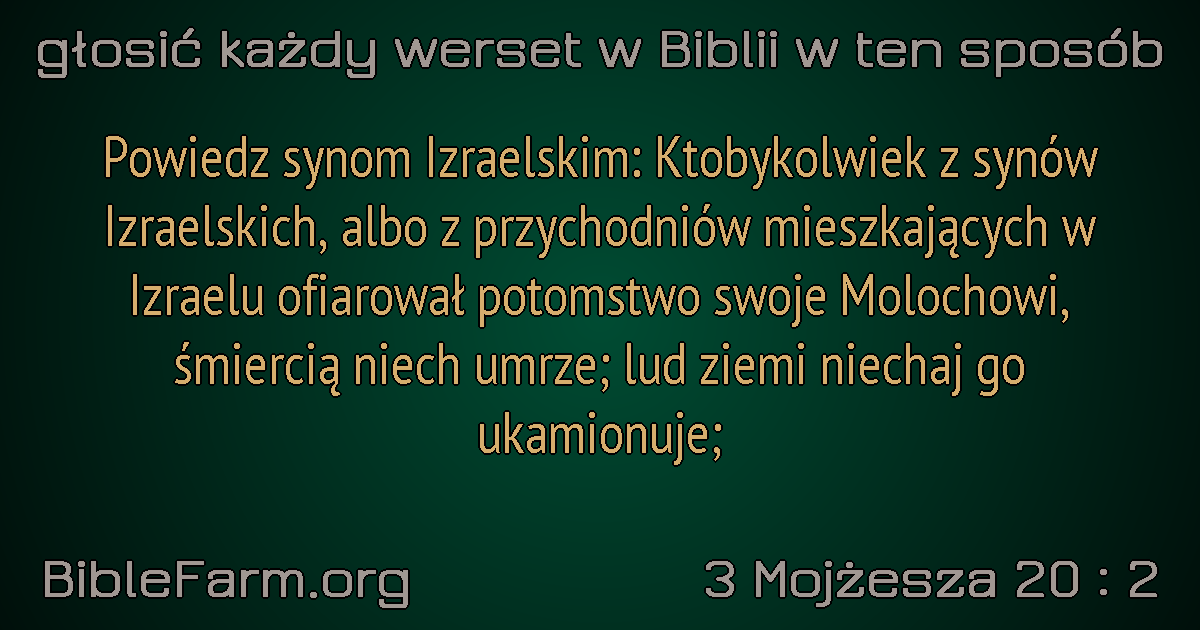 głosić każdy werset w Biblii w ten sposób
Powiedz synom Izraelskim: Ktobykolwiek z synów
Izraelskich, albo z przychodniów mieszkających w
Izraelu ofiarował potomstwo swoje Molochowi,
śmiercią niech umrze; lud ziemi niechaj go
ukamionuje;
BibleFarm.org
3 Mojżesza 20 : 2